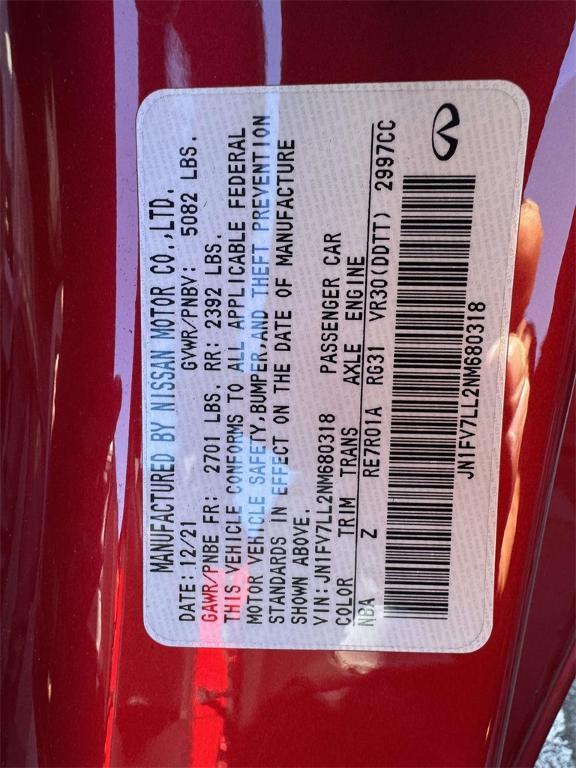 MANUFACTURED BY NISSAN MOTOR CO.,LTD.
DATE:12/21 GVWR/PNBV: 5082 LBS.
GAWR/PNBE FR: 2701 LBS. RR: 2392 LBS.
THIS VEHICLE CONFORMS TO ALL APPLICABLE FEDERAL
MOTOR VEHICLE SAFETY,BUMPER,AND THEFT PREVENTION
STANDARDS IN EFFECT ON THE DATE OF MANUFACTURE
SHOWN ABOVE.
VIN:JN1FV7LL2NM680318 PASSENGER CAR
COLOR TRIM TRANS AXLE ENGINE
NBA Z RE7R01A RG31 VR30(DDTT) 2997CC
JN1FV7LL2NM680318